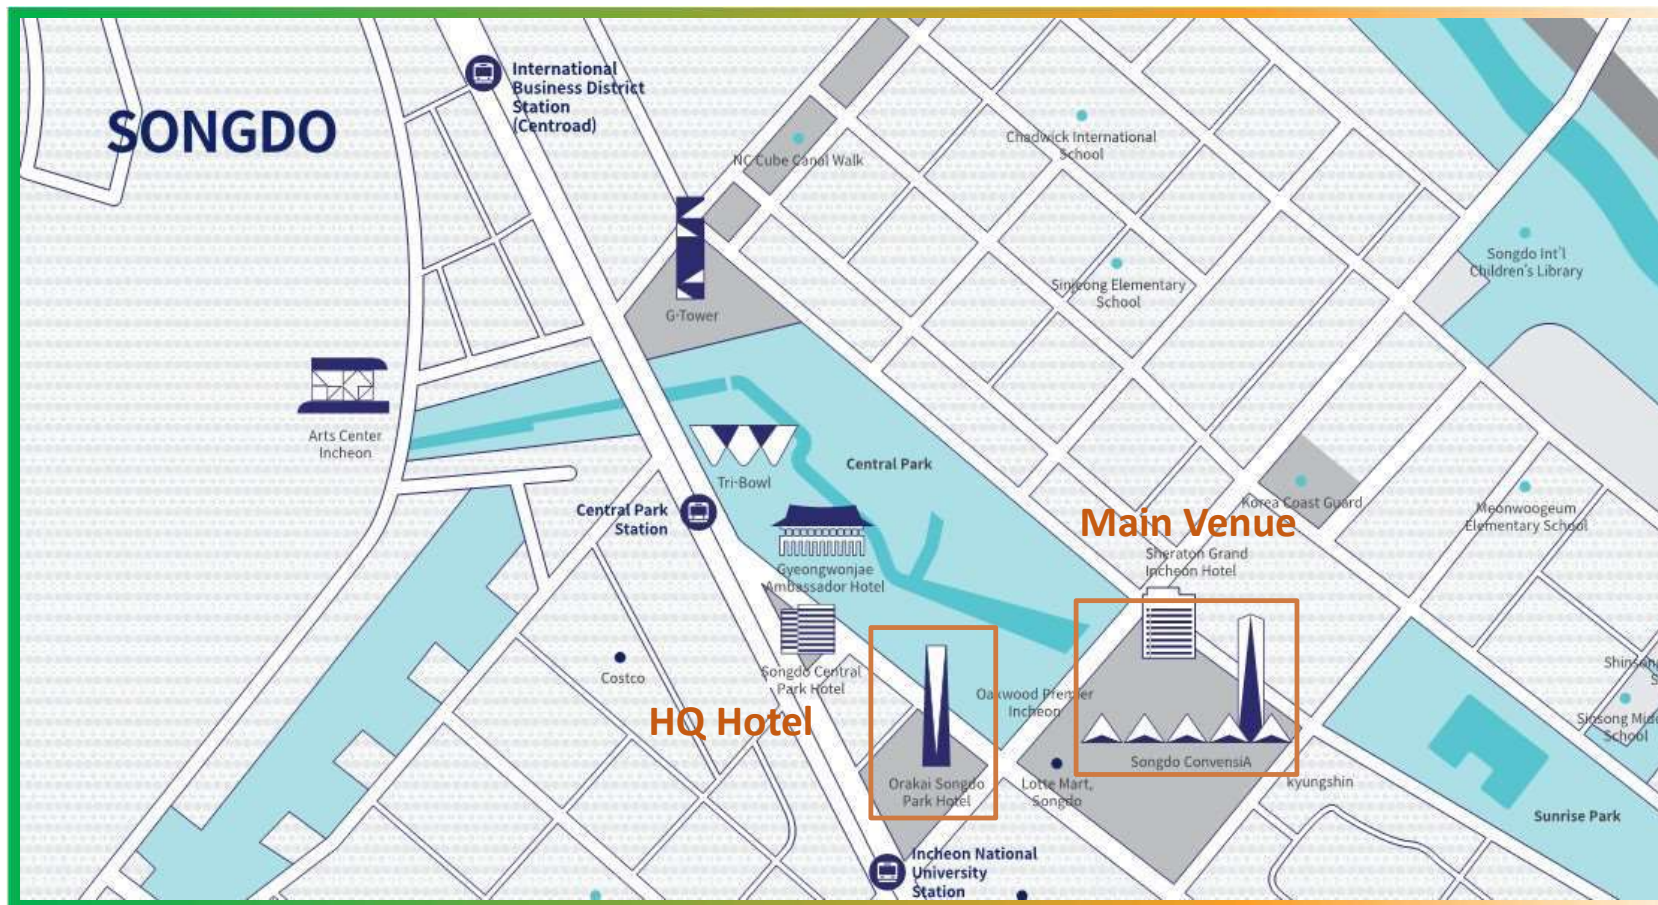 SONGDO
International
Business District
Station
(Centroad)
NC Cube Canal Walk
Chadwick International
School
Songdo Int'l
Children's Library
Sinjeong Elementary
School
G-Tower
Arts Center
Incheon
Tri-Bowl
Central Park
Central Park
Station
Korea Coast Guard
Meonwoogeum
Elementary School
Main Venue
Sheraton Grand
Incheon Hotel
Gyeongwonjae
Ambassador Hotel
Costco
Songdo Central
Park Hotel
HQ Hotel
Oakwood Premier
Incheon
Orakai Songdo
Park Hotel
Lotte Mart,
Songdo
Songdo ConvensiA
kyungshin
School
Sunrise Park
Incheon National
University
Station